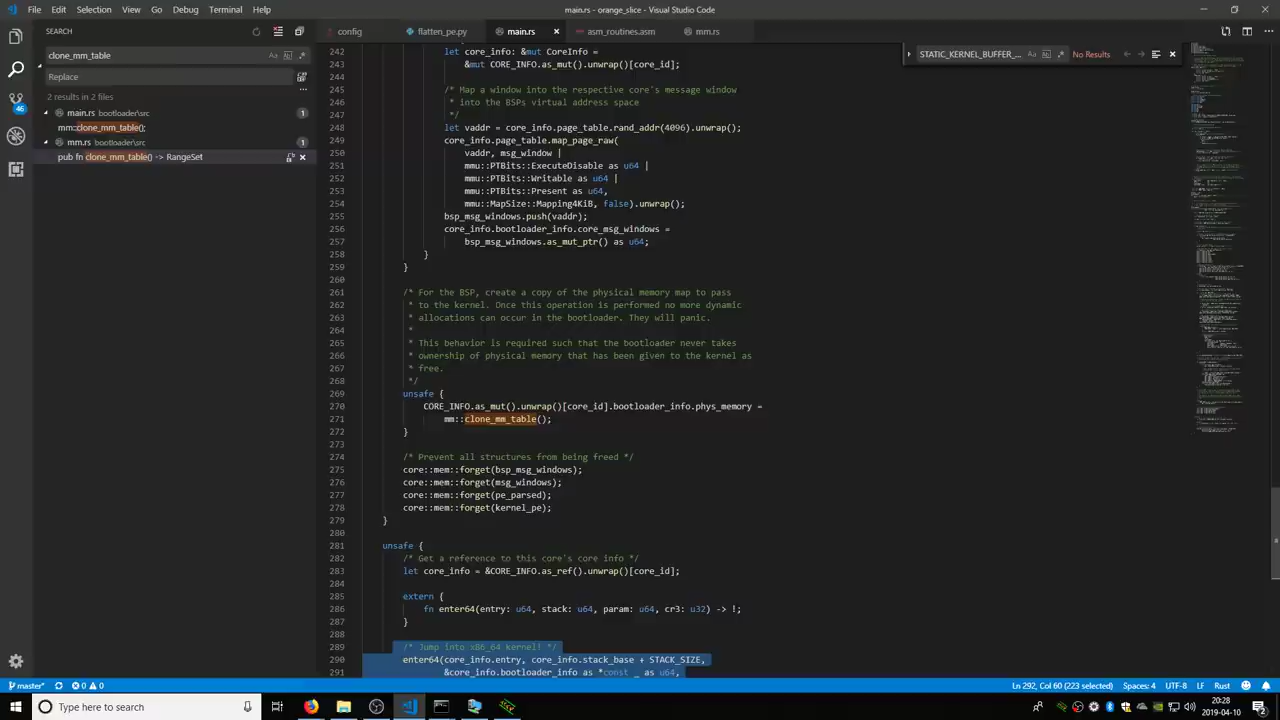 File Edit Selection View Go Debug Terminal Help
main.rs - orange_slice - Visual Studio Code
SEARCH
clone_mm_table
Replace
2 results in 2 files
main.rs bootloader\src 1
mm::clone_mm_table();
mm.rs bootloader\src 1
pub fn clone_mm_table() -> RangeSet
config flatten_pe.py main.rs asm_routines.asm mm.rs
STATIC_KERNEL_BUFFER_... No Results
242 let core_info: &mut CoreInfo =
243 &mut CORE_INFO.as_mut().unwrap()[core_id];
244
245 /* Map a window into the respective core's message window
246 * into the BSPs virtual address space
247 */
248 let vaddr = core_info.page_table.rand_addr(4096).unwrap();
249 core_info.page_table.map_page_raw(
250 vaddr, msg_window |
251 mmu::PTBits::ExecuteDisable as u64 |
252 mmu::PTBits::Writable as u64 |
253 mmu::PTBits::Present as u64,
254 mmu::MapSize::Mapping4KiB, false).unwrap();
255 bsp_msg_windows.push(vaddr);
256 core_info.bootloader_info.core_msg_windows =
257 bsp_msg_windows.as_mut_ptr() as u64;
258 }
259 }
260
261 /* For the BSP, create a copy of the physical memory map to pass
262 * to the kernel. Once this operation is performed no more dynamic
263 * allocations can occur in the bootloader. They will panic.
264 *
265 * This behavior is required such that the bootloader never takes
266 * ownership of physical memory that has been given to the kernel as
267 * free.
268 */
269 unsafe {
270 CORE_INFO.as_mut().unwrap()[core_id].bootloader_info.phys_memory =
271 mm::clone_mm_table();
272 }
273
274 /* Prevent all structures from being freed */
275 core::mem::forget(bsp_msg_windows);
276 core::mem::forget(msg_windows);
277 core::mem::forget(pe_parsed);
278 core::mem::forget(kernel_pe);
279 }
280
281 unsafe {
282 /* Get a reference to this core's core info */
283 let core_info = &CORE_INFO.as_ref().unwrap()[core_id];
284
285 extern {
286 fn enter64(entry: u64, stack: u64, param: u64, cr3: u32) -> !;
287 }
288
289 /* Jump into x86_64 kernel! */
290 enter64(core_info.entry, core_info.stack_base + STACK_SIZE,
291 &core_info.bootloader_info as *const _ as u64,
46
master* 0 0
Ln 292, Col 60 (223 selected) Spaces: 4 UTF-8 LF Rust
Type here to search
20:28
2019-04-10